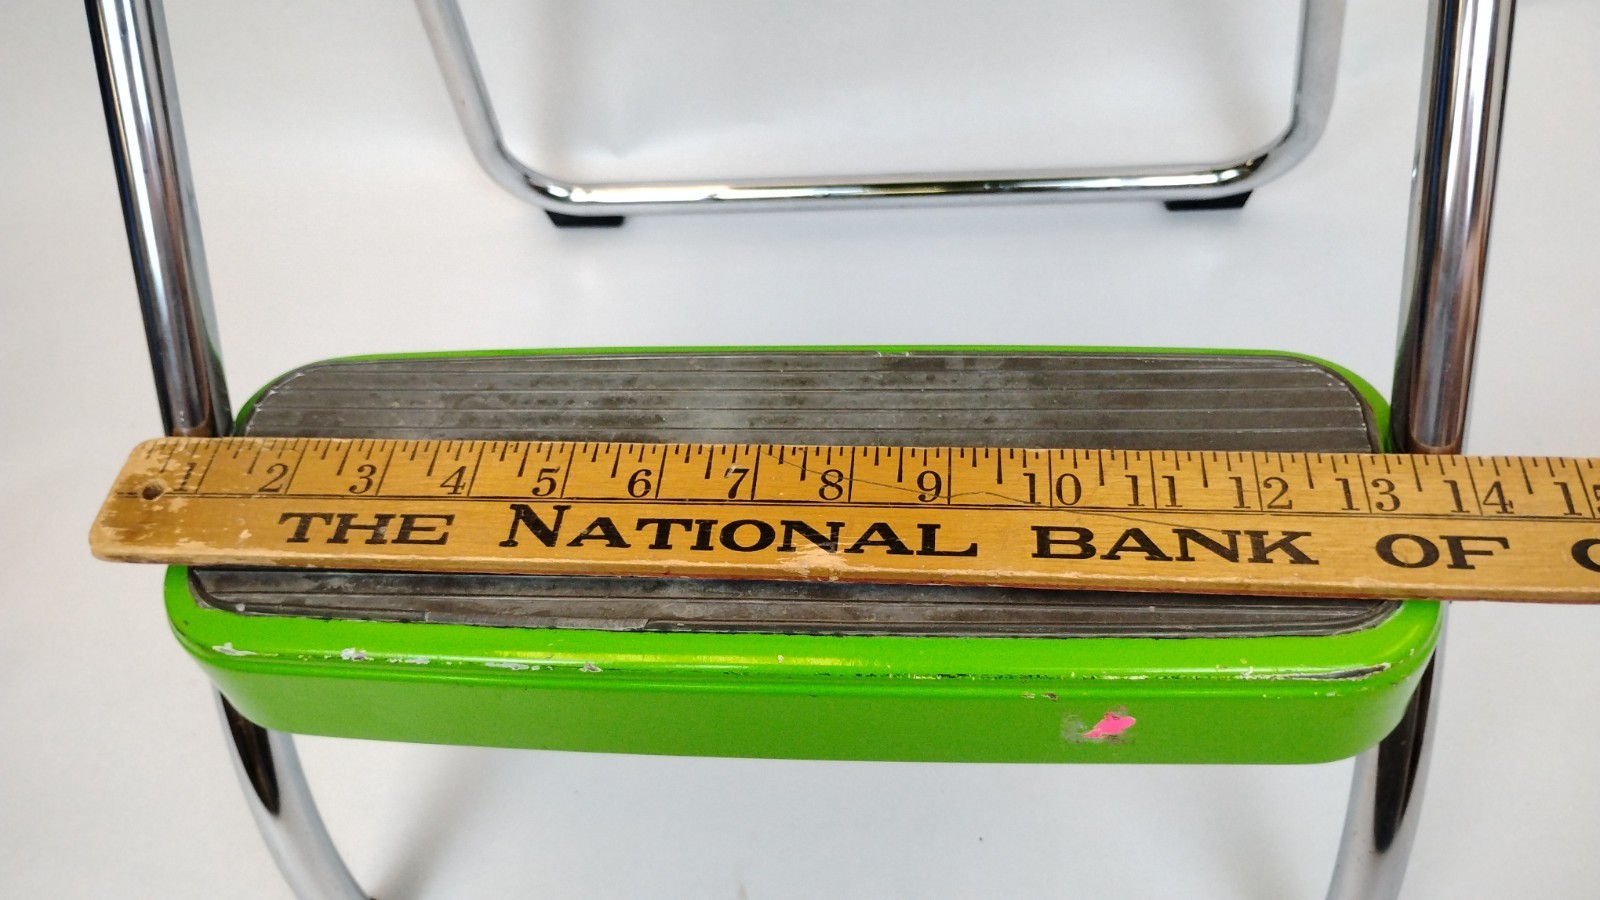 1 2 3 4 5 6 7 8 9 10 11 12 13 14
THE NATIONAL BANK OF